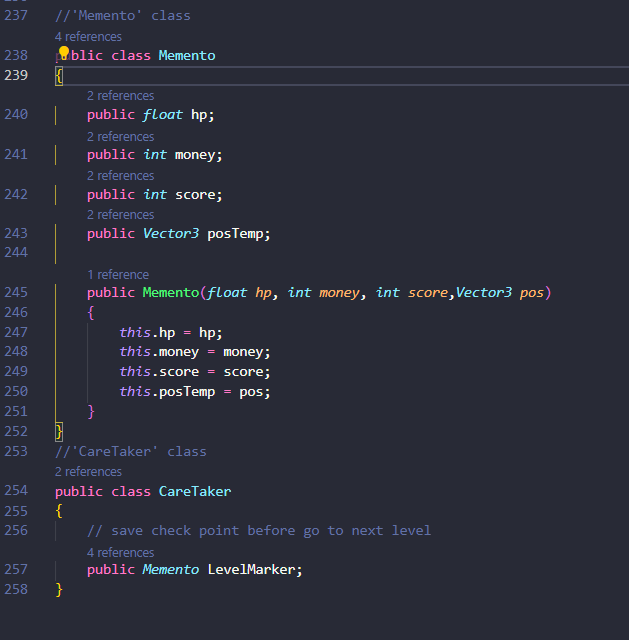 237 //'Memento' class
4 references
238 public class Memento
239 {
2 references
240 public float hp;
2 references
241 public int money;
2 references
242 public int score;
2 references
243 public Vector3 posTemp;
244
1 reference
245 public Memento(float hp, int money, int score,Vector3 pos)
246 {
247 this.hp = hp;
248 this.money = money;
249 this.score = score;
250 this.posTemp = pos;
251 }
252 }
253 //'CareTaker' class
2 references
254 public class CareTaker
255 {
256 // save check point before go to next level
4 references
257 public Memento LevelMarker;
258 }